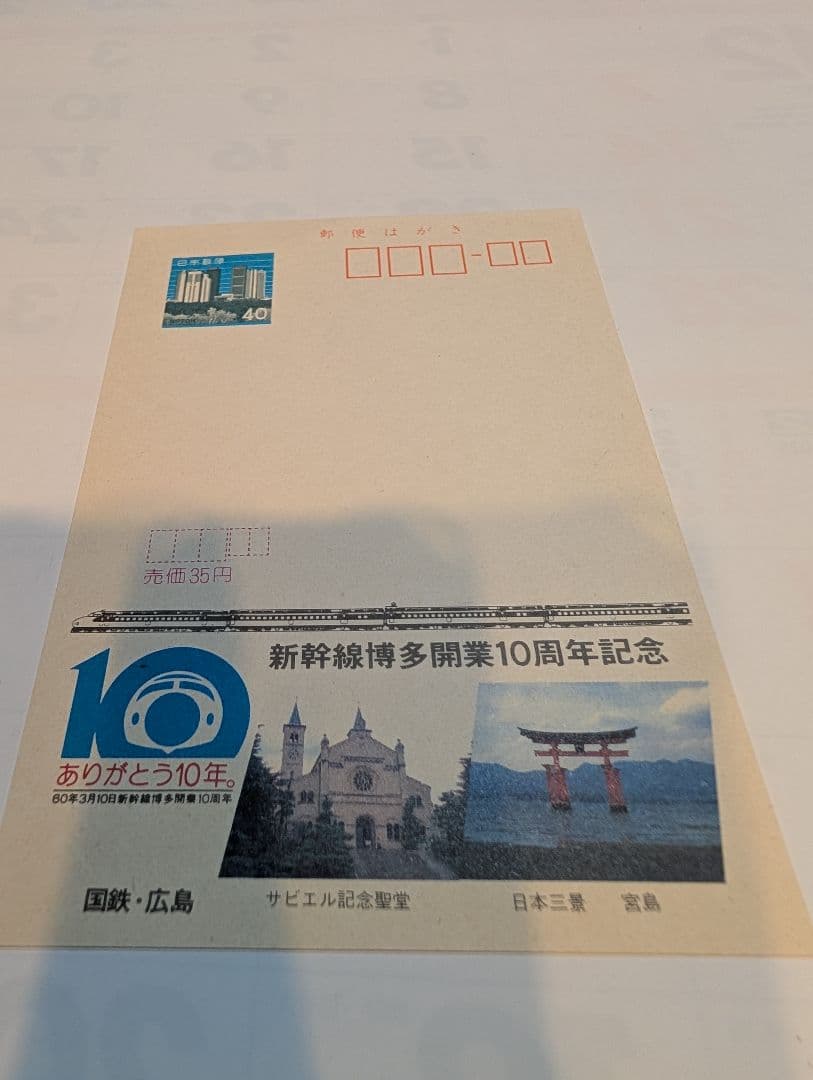 郵便はがき
日本郵便
40
売価35円
新幹線博多開業10周年記念
10
ありがとう10年。
60年3月10日新幹線博多開業10周年
国鉄・広島
サビエル記念聖堂
日本三景 宮島